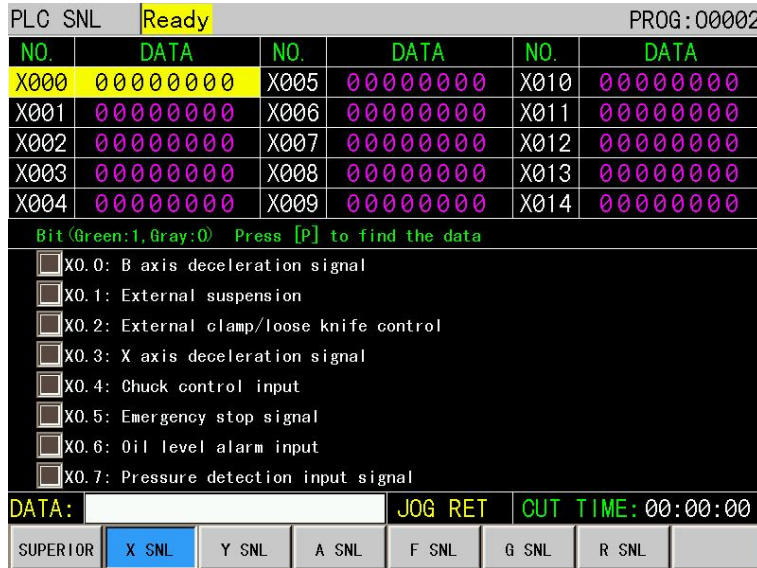 PLC SNL Ready PROG:O0002
NO. DATA NO. DATA NO. DATA
X000 00000000 X005 00000000 X010 00000000
X001 00000000 X006 00000000 X011 00000000
X002 00000000 X007 00000000 X012 00000000
X003 00000000 X008 00000000 X013 00000000
X004 00000000 X009 00000000 X014 00000000
Bit(Green:1,Gray:0) Press [P] to find the data
X0.0: B axis deceleration signal
X0.1: External suspension
X0.2: External clamp/loose knife control
X0.3: X axis deceleration signal
X0.4: Chuck control input
X0.5: Emergency stop signal
X0.6: Oil level alarm input
X0.7: Pressure detection input signal
DATA: JOG RET CUT TIME:00:00:00
SUPERIOR X SNL Y SNL A SNL F SNL G SNL R SNL